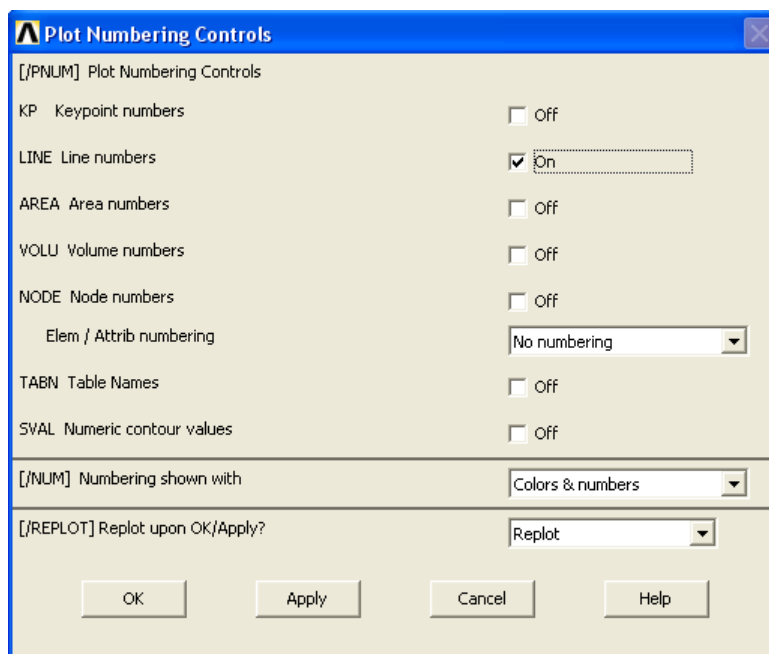 Plot Numbering Controls
[/PNUM] Plot Numbering Controls
KP Keypoint numbers Off
LINE Line numbers On
AREA Area numbers Off
VOLU Volume numbers Off
NODE Node numbers Off
Elem / Attrib numbering No numbering
TABN Table Names Off
SVAL Numeric contour values Off
[/NUM] Numbering shown with Colors & numbers
[/REPLOT] Replot upon OK/Apply? Replot
OK Apply Cancel Help